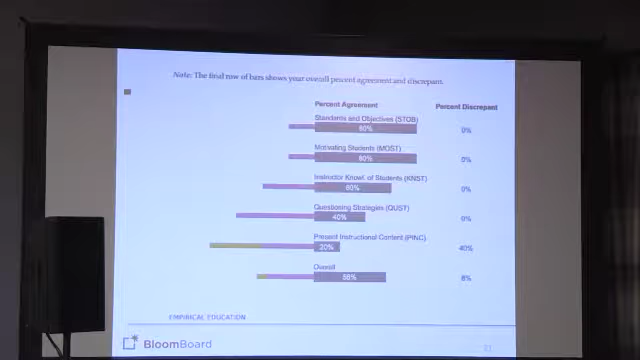 Note: The final row of bars shows your overall percent agreement and discrepant.
Percent Agreement
Percent Discrepant
Standards and Objectives (STOB)
80%
0%
Motivating Students (MOST)
80%
0%
Instructor Knowl. of Students (KNST)
60%
0%
Questioning Strategies (QUST)
40%
0%
Present Instructional Content (PINC)
20%
40%
Overall
56%
8%
EMPIRICAL EDUCATION
BloomBoard
21